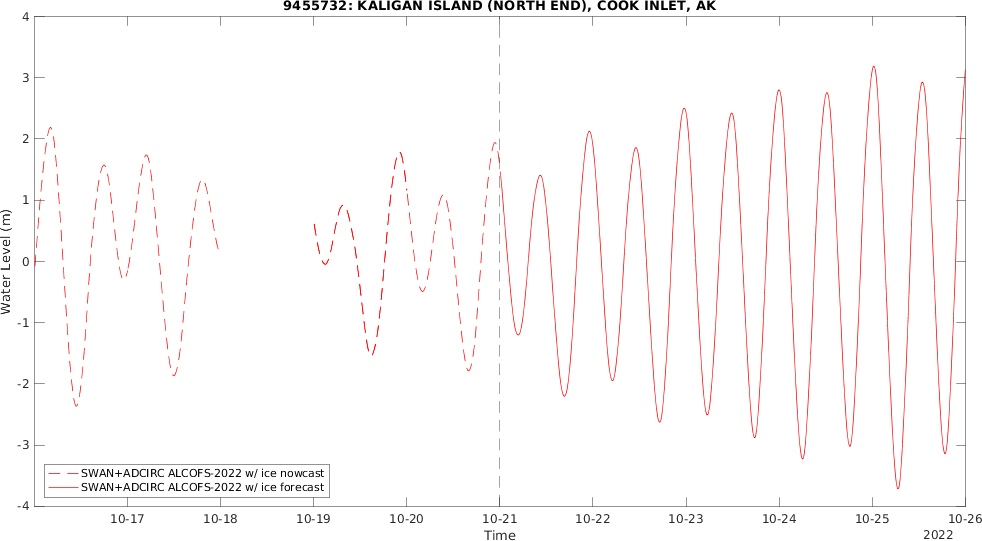 9455732: KALIGAN ISLAND (NORTH END), COOK INLET, AK
4
3
2
1
0
-1
-2
-3
-4
Water Level (m)
SWAN+ADCIRC ALCOFS-2022 w/ ice nowcast
SWAN+ADCIRC ALCOFS-2022 w/ ice forecast
10-17 10-18 10-19 10-20 10-21 10-22 10-23 10-24 10-25 10-26
Time
2022